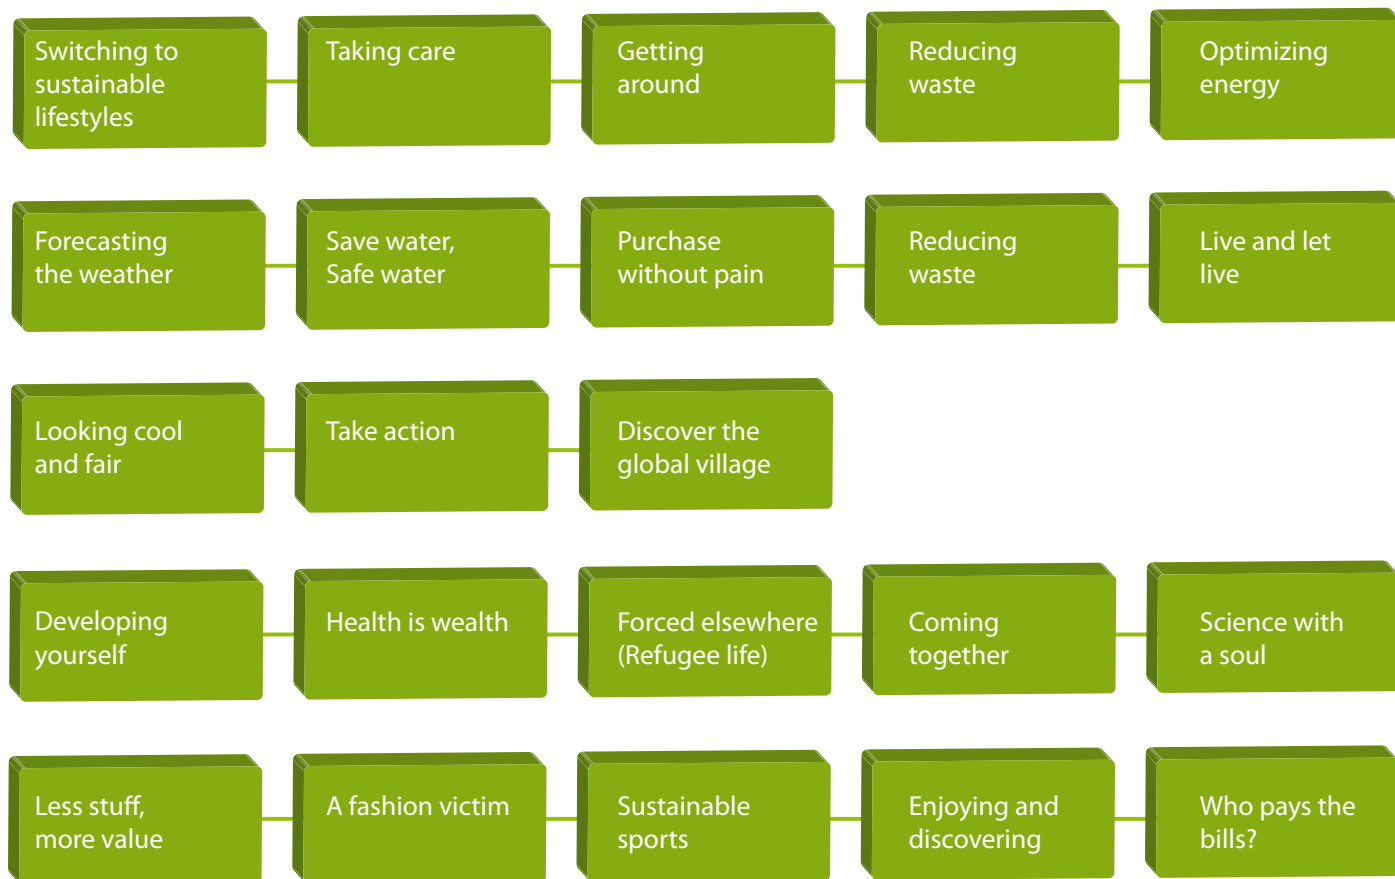 Switching to
sustainable
lifestyles
Taking care
Getting
around
Reducing
waste
Optimizing
energy
Forecasting
the weather
Save water,
Safe water
Purchase
without pain
Reducing
waste
Live and let
live
Looking cool
and fair
Take action
Discover the
global village
Developing
yourself
Health is wealth
Forced elsewhere
(Refugee life)
Coming
together
Science with
a soul
Less stuff,
more value
A fashion victim
Sustainable
sports
Enjoying and
discovering
Who pays the
bills?